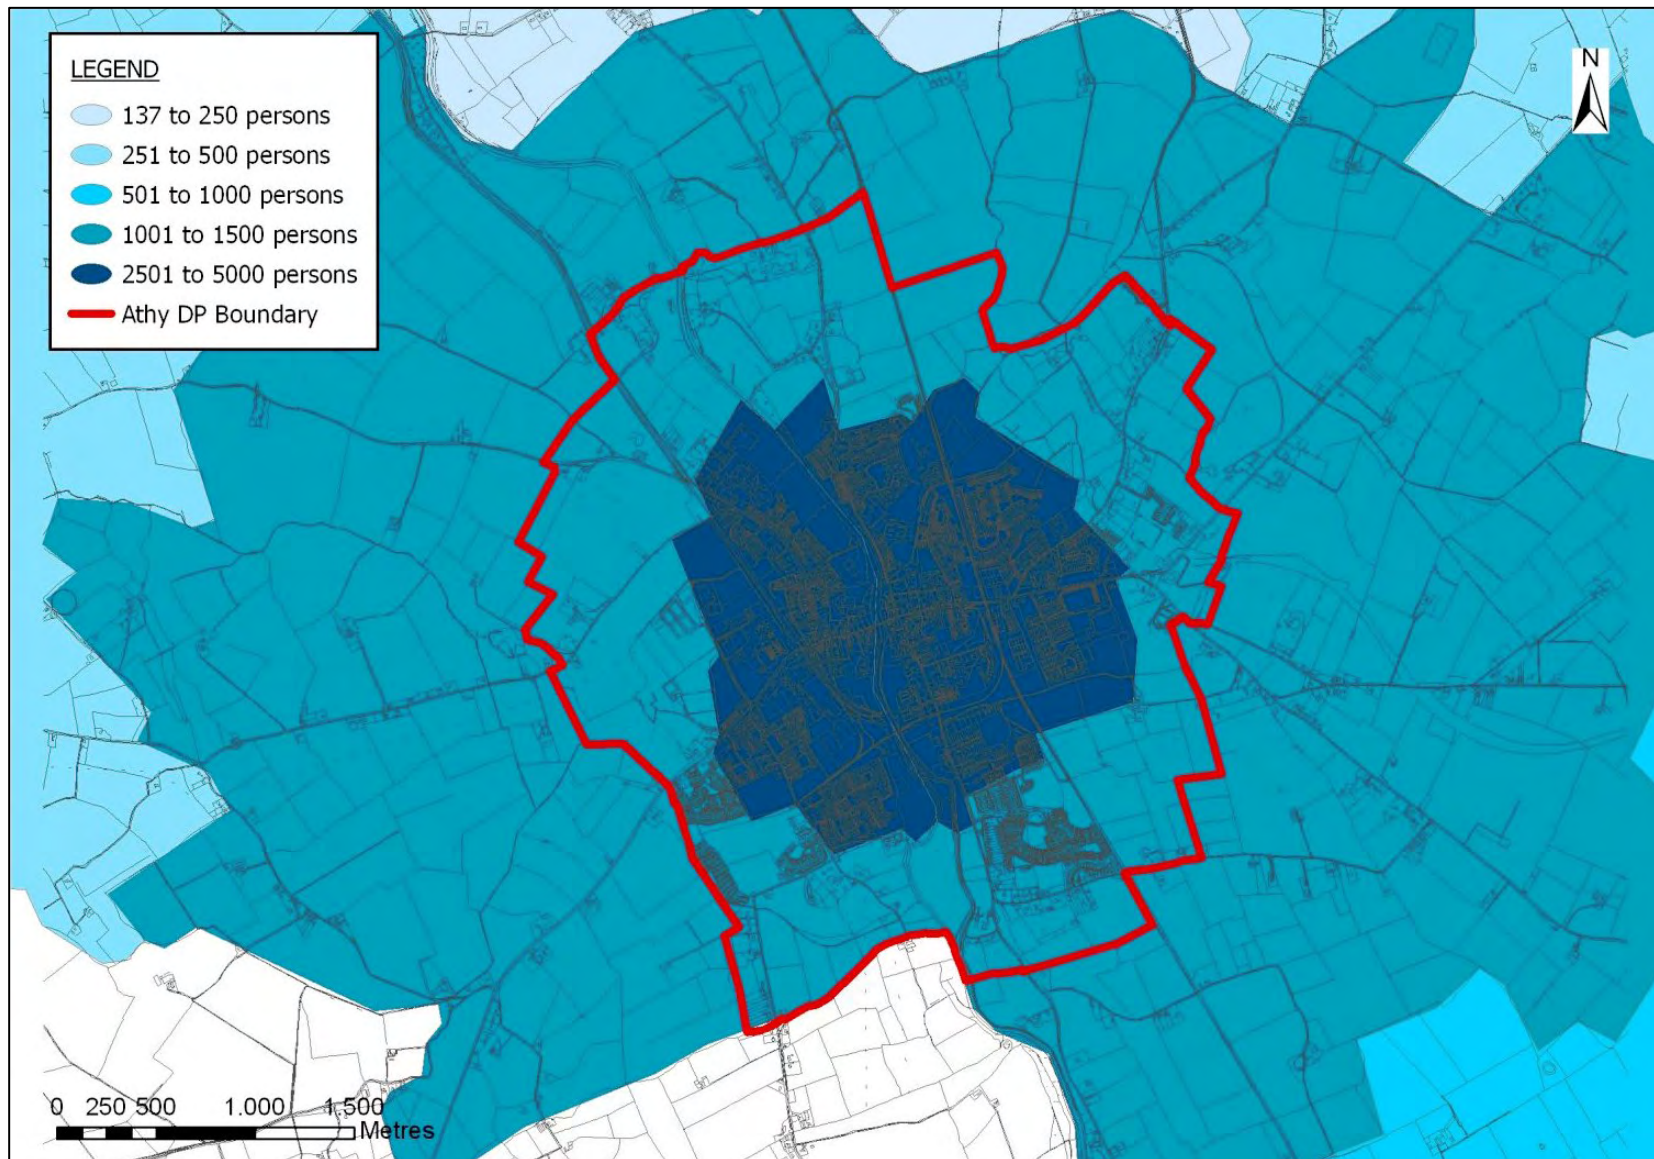 LEGEND
137 to 250 persons
251 to 500 persons
501 to 1000 persons
1001 to 1500 persons
2501 to 5000 persons
Athy DP Boundary
N
0 250 500 1.000 1.500
Metres